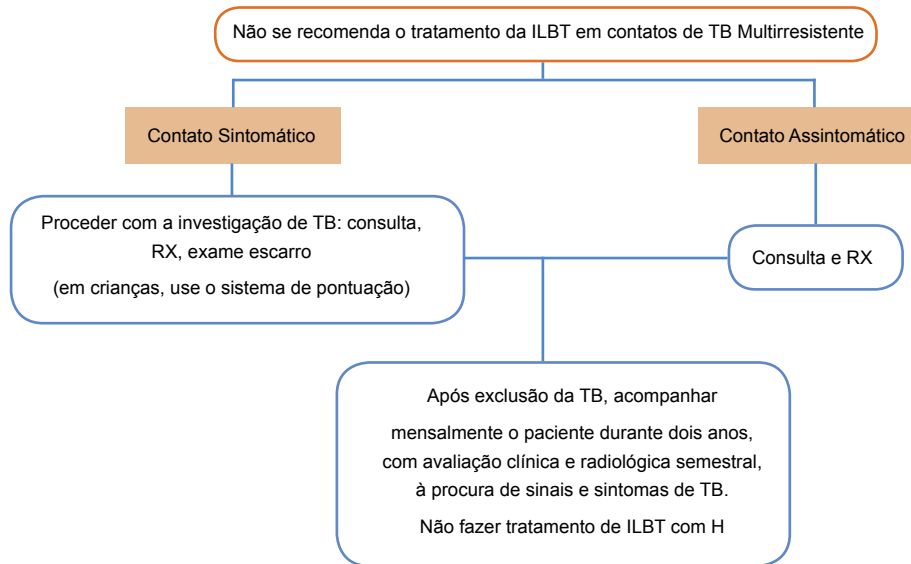 Não se recomenda o tratamento da ILBT em contatos de TB Multirresistente
Contato Sintomático
Contato Assintomático
Proceder com a investigação de TB: consulta,
RX, exame escarro
(em crianças, use o sistema de pontuação)
Consulta e RX
Após exclusão da TB, acompanhar
mensalmente o paciente durante dois anos,
com avaliação clínica e radiológica semestral,
à procura de sinais e sintomas de TB.
Não fazer tratamento de ILBT com H